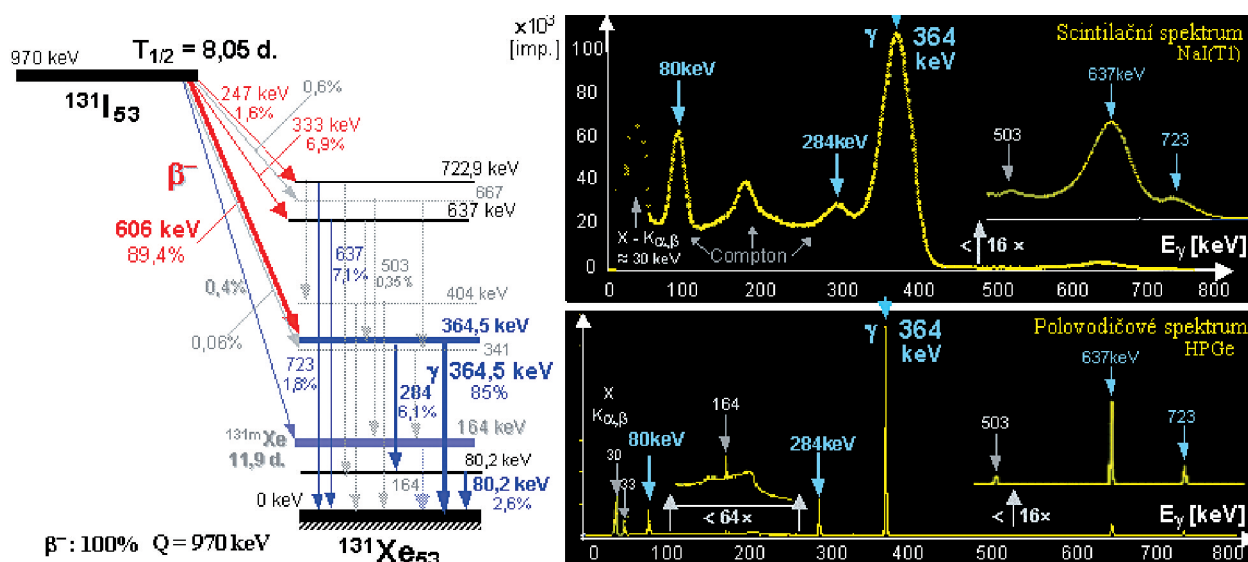 970 keV
T1/2 = 8,05 d.
131I53
247 keV
1,6%
0,6%
333 keV
6,9%
β⁻
606 keV
89,4%
722,9 keV
667
637 keV
637
7,1%
503
0,35%
0,4%
0,06%
404 keV
364,5 keV
341
γ 364,5 keV
85%
723
1,8%
284
6,1%
131mXe
11,9 d.
164 keV
80,2 keV
164
80,2 keV
2,6%
0 keV
β⁻: 100% Q = 970 keV
131Xe53
x10³
[imp.]
100
80
60
40
20
0
80keV
γ 364
keV
284keV
Scintilační spektrum
NaI(T1)
637keV
503
723
X - Kα,β
≈ 30 keV
Compton
< 16 ×
Eγ [keV]
0 100 200 300 400 500 600 700 800
γ 364
keV
Polovodičové spektrum
HPGe
X
Kα,β
30
33
80keV
164
284keV
637keV
503
723
< 64 ×
< 16×
Eγ [keV]
0 100 200 300 400 500 600 700 800